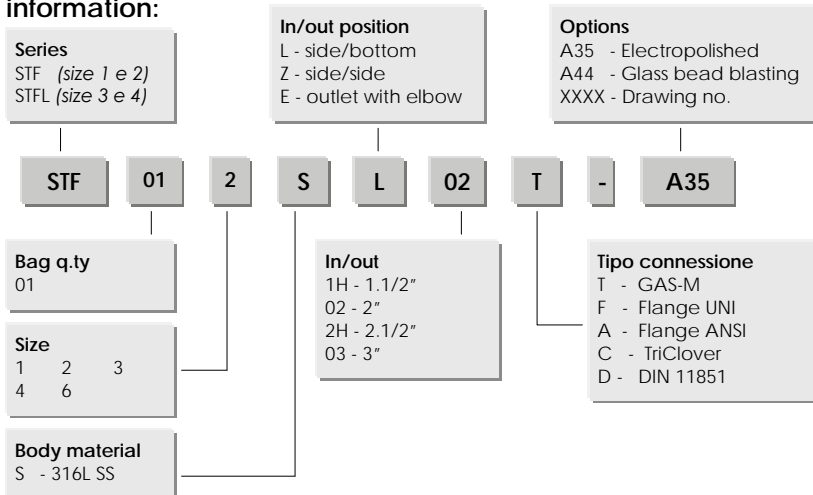 information:
Series
STF (size 1 e 2)
STFL (size 3 e 4)
In/out position
L - side/bottom
Z - side/side
E - outlet with elbow
Options
A35 - Electropolished
A44 - Glass bead blasting
XXXX - Drawing no.
STF 01 2 S L 02 T - A35
Bag q.ty
01
Size
1 2 3
4 6
Body material
S - 316L SS
In/out
1H - 1.1/2"
02 - 2"
2H - 2.1/2"
03 - 3"
Tipo connessione
T - GAS-M
F - Flange UNI
A - Flange ANSI
C - TriClover
D - DIN 11851